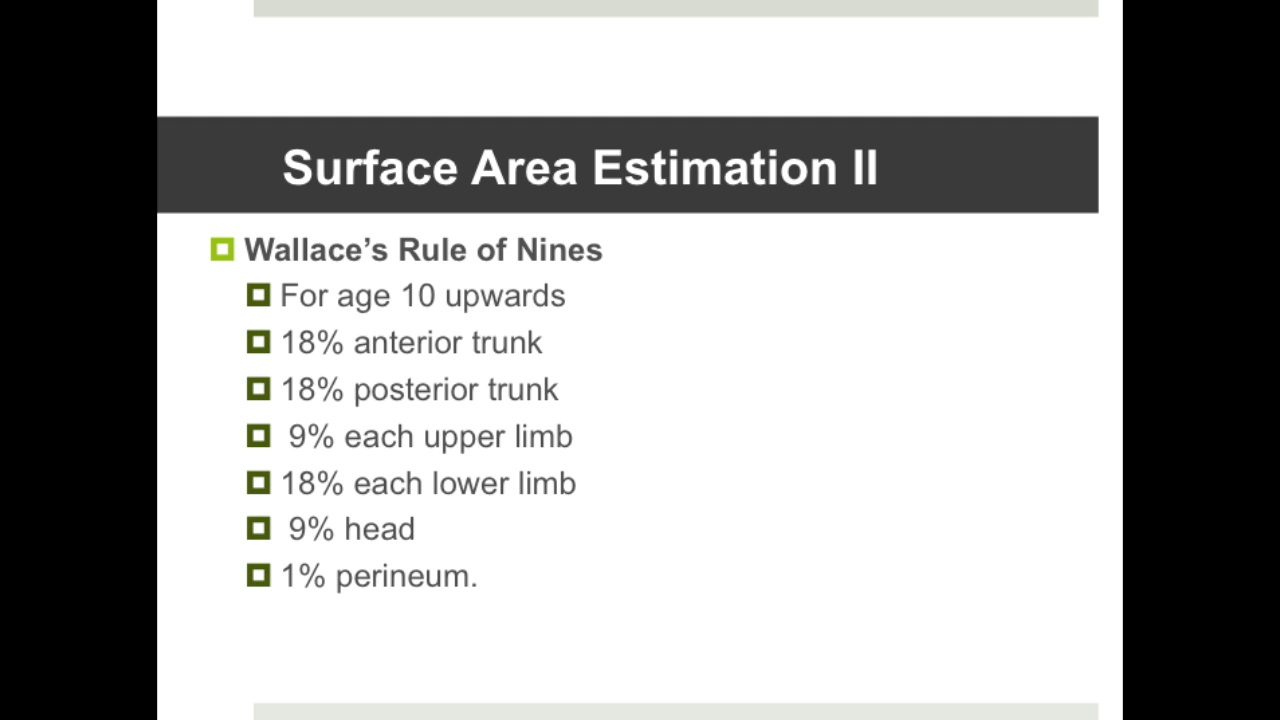 Surface Area Estimation II
Wallace’s Rule of Nines
For age 10 upwards
18% anterior trunk
18% posterior trunk
9% each upper limb
18% each lower limb
9% head
1% perineum.